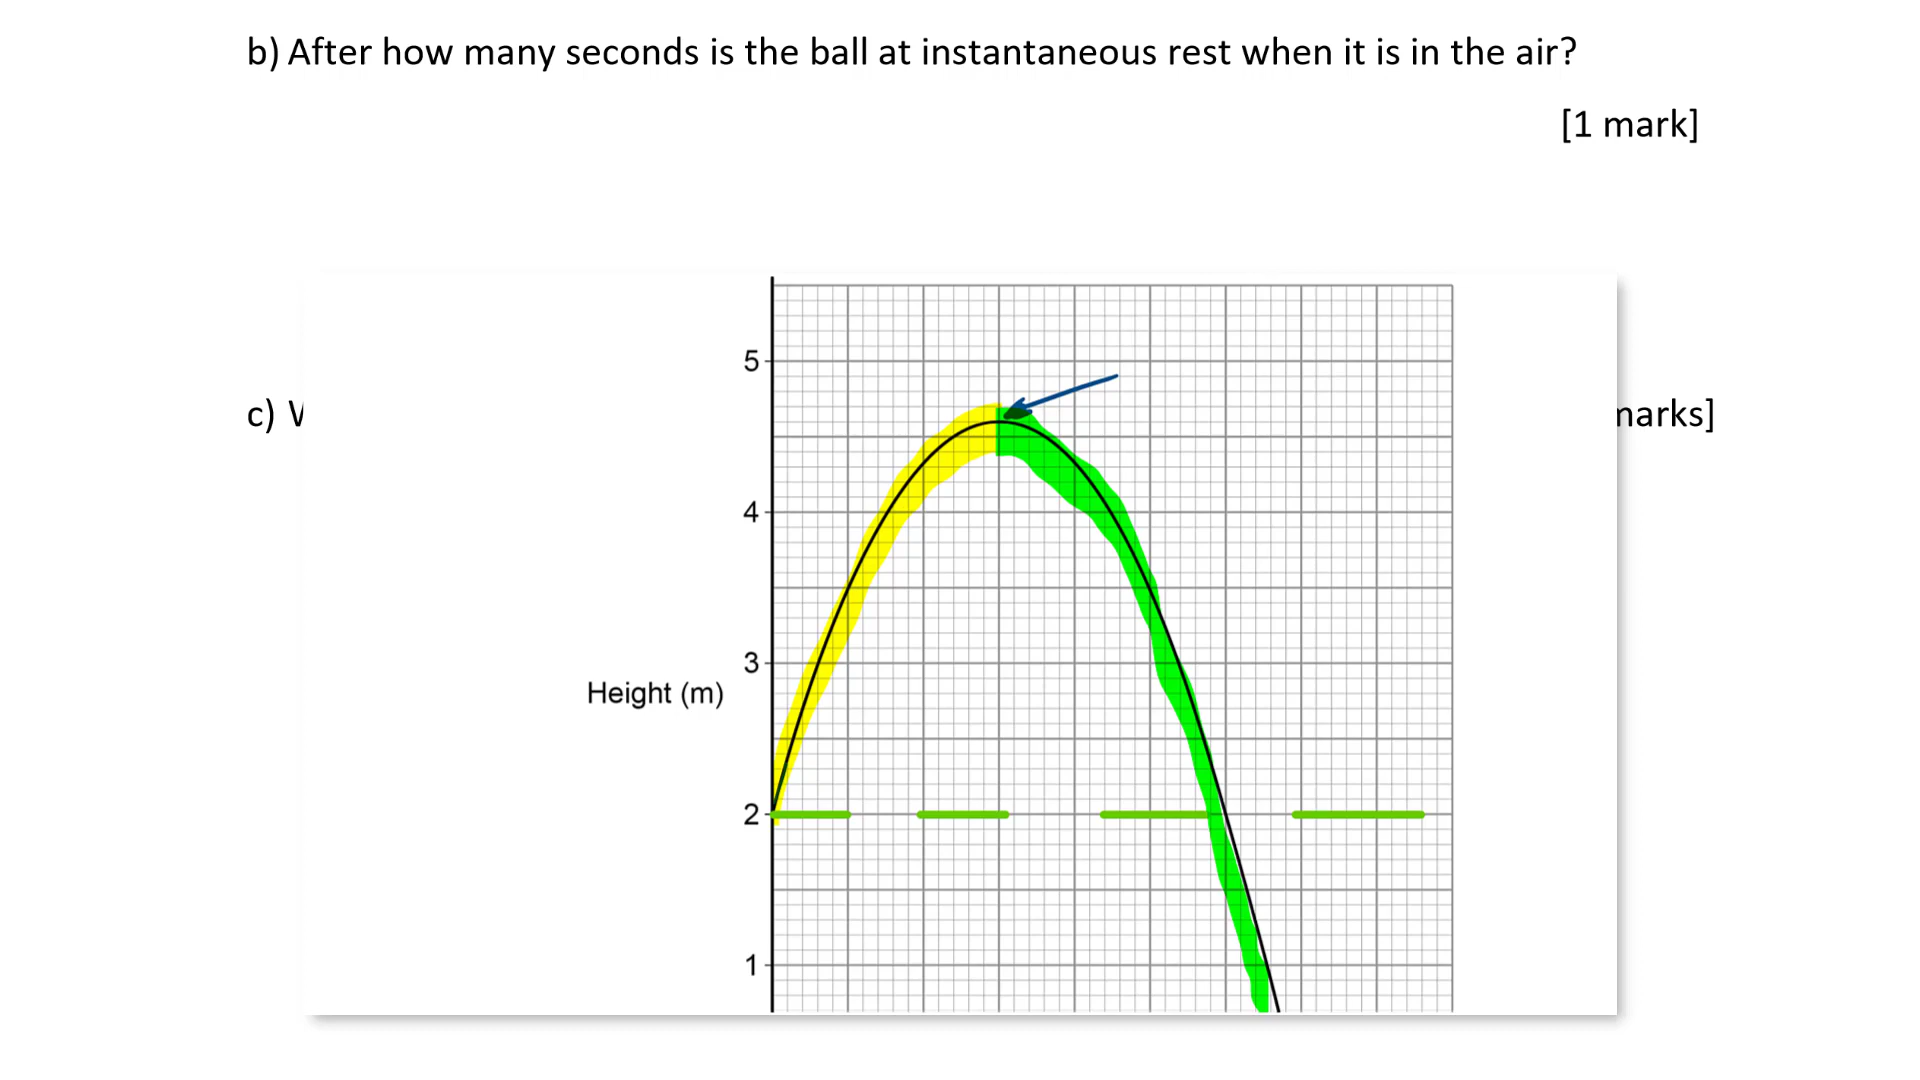 b) After how many seconds is the ball at instantaneous rest when it is in the air?
[1 mark]
5
c)
marks]
4
3
Height (m)
2
1